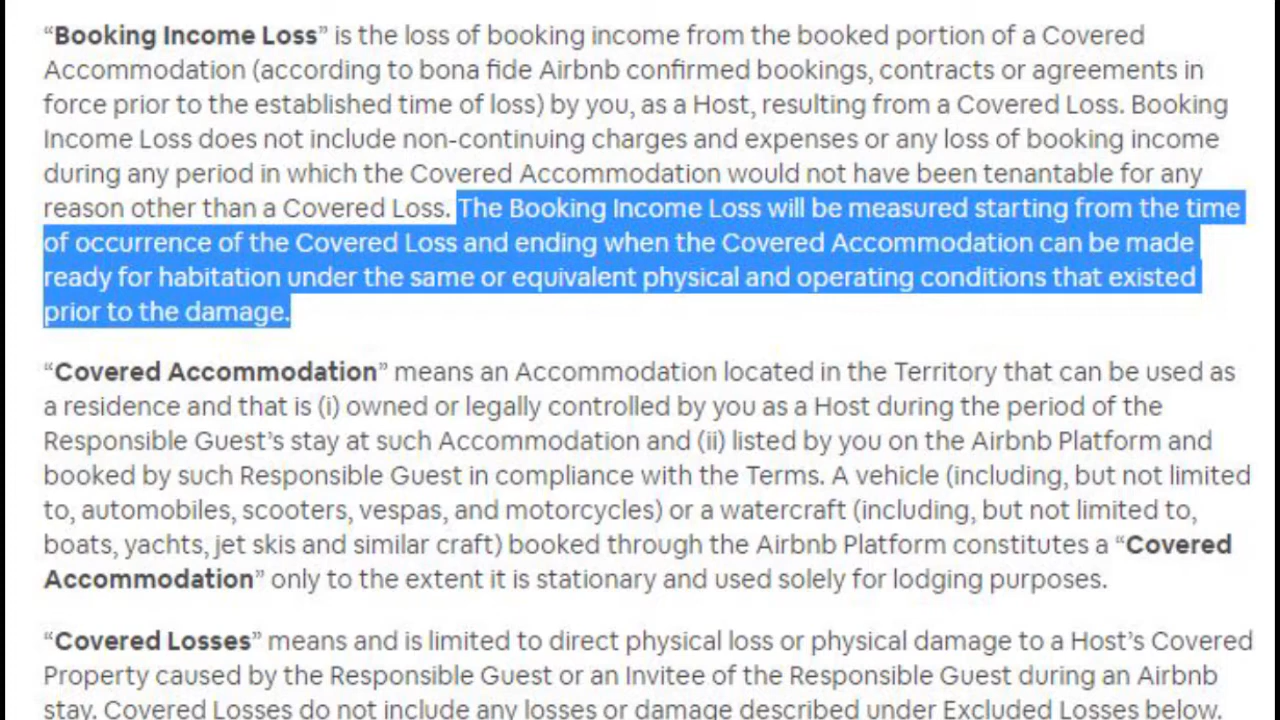 “Booking Income Loss” is the loss of booking income from the booked portion of a Covered
Accommodation (according to bona fide Airbnb confirmed bookings, contracts or agreements in
force prior to the established time of loss) by you, as a Host, resulting from a Covered Loss. Booking
Income Loss does not include non-continuing charges and expenses or any loss of booking income
during any period in which the Covered Accommodation would not have been tenantable for any
reason other than a Covered Loss. The Booking Income Loss will be measured starting from the time
of occurrence of the Covered Loss and ending when the Covered Accommodation can be made
ready for habitation under the same or equivalent physical and operating conditions that existed
prior to the damage.
“Covered Accommodation” means an Accommodation located in the Territory that can be used as
a residence and that is (i) owned or legally controlled by you as a Host during the period of the
Responsible Guest’s stay at such Accommodation and (ii) listed by you on the Airbnb Platform and
booked by such Responsible Guest in compliance with the Terms. A vehicle (including, but not limited
to, automobiles, scooters, vespas, and motorcycles) or a watercraft (including, but not limited to,
boats, yachts, jet skis and similar craft) booked through the Airbnb Platform constitutes a “Covered
Accommodation” only to the extent it is stationary and used solely for lodging purposes.
“Covered Losses” means and is limited to direct physical loss or physical damage to a Host’s Covered
Property caused by the Responsible Guest or an Invitee of the Responsible Guest during an Airbnb
stay. Covered Losses do not include any losses or damage described under Excluded Losses below.